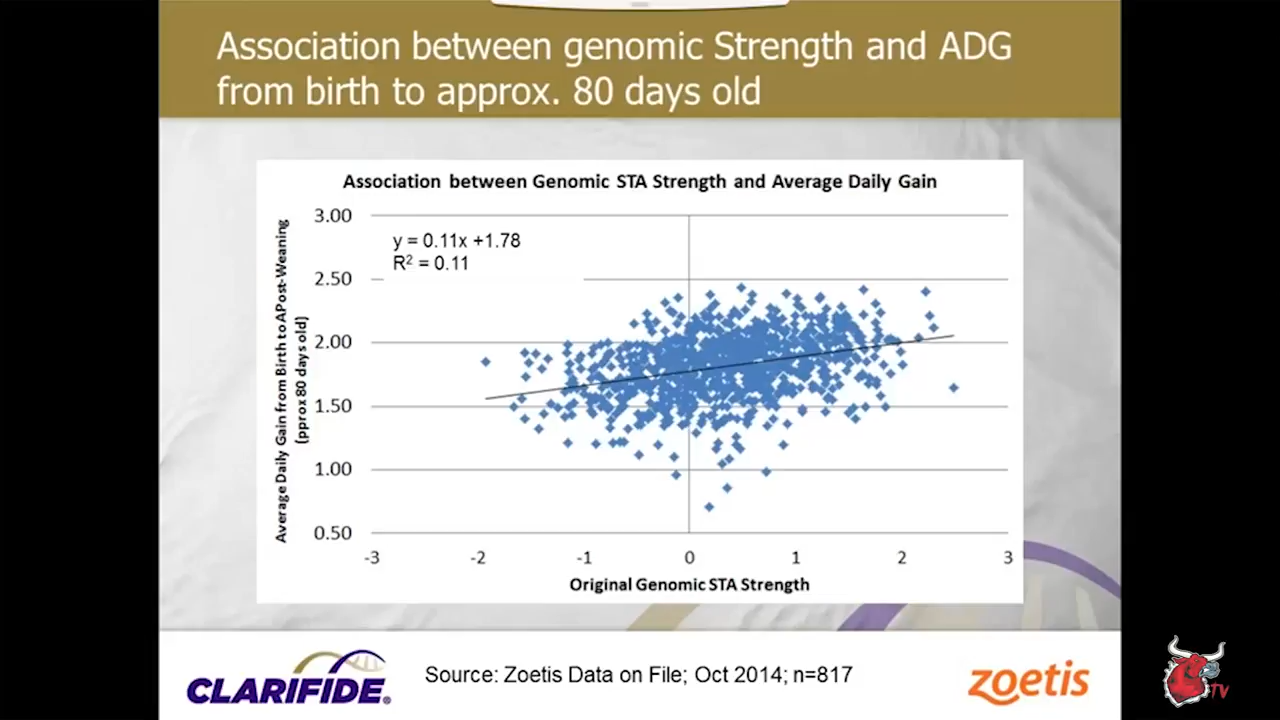 Association between genomic Strength and ADG
from birth to approx. 80 days old
Association between Genomic STA Strength and Average Daily Gain
y = 0.11x +1.78
R² = 0.11
Average Daily Gain from Birth to APost-Weaning
(pprox 80 days old)
3.00
2.50
2.00
1.50
1.00
0.50
-3 -2 -1 0 1 2 3
Original Genomic STA Strength
CLARIFIDE®
Source: Zoetis Data on File; Oct 2014; n=817
zoetis
TV